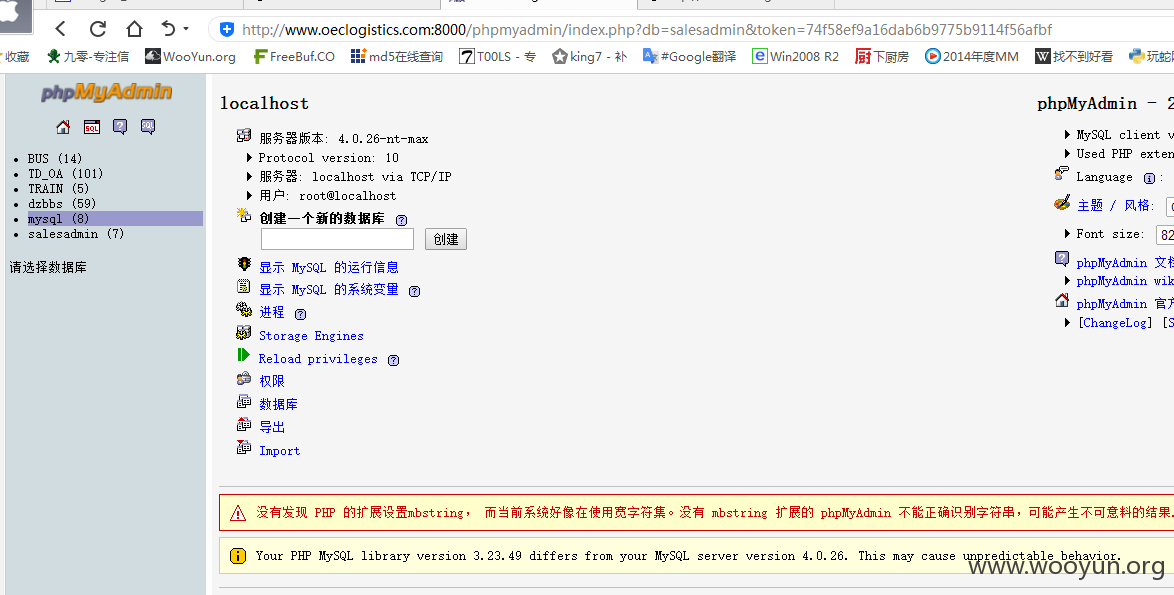 http://www.oeclogistics.com:8000/phpmyadmin/index.php?db=salesadmin&token=74f58ef9a16dab6b9775b9114f56afbf
收藏 九零-专注信 WooYun.org FreeBuf.CO md5在线查询 T00LS - 专 king7 - 补 #Google翻译 Win2008 R2 下厨房 2014年度MM 找不到好看 玩蛇
phpMyAdmin
BUS (14)
TD_OA (101)
TRAIN (5)
dzbbs (59)
mysql (8)
salesadmin (7)
请选择数据库
localhost
服务器版本: 4.0.26-nt-max
Protocol version: 10
服务器: localhost via TCP/IP
用户: root@localhost
创建一个新的数据库
创建
显示 MySQL 的运行信息
显示 MySQL 的系统变量
进程
Storage Engines
Reload privileges
权限
数据库
导出
Import
phpMyAdmin - 2
MySQL client v
Used PHP exten
Language :
主题 / 风格:
Font size: 82
phpMyAdmin 文档
phpMyAdmin wik
phpMyAdmin 官方
[ChangeLog] [S
没有发现 PHP 的扩展设置mbstring, 而当前系统好像在使用宽字符集。没有 mbstring 扩展的 phpMyAdmin 不能正确识别字符串,可能产生不可意料的结果.
Your PHP MySQL library version 3.23.49 differs from your MySQL server version 4.0.26. This may cause unpredictable behavior.
www.wooyun.org